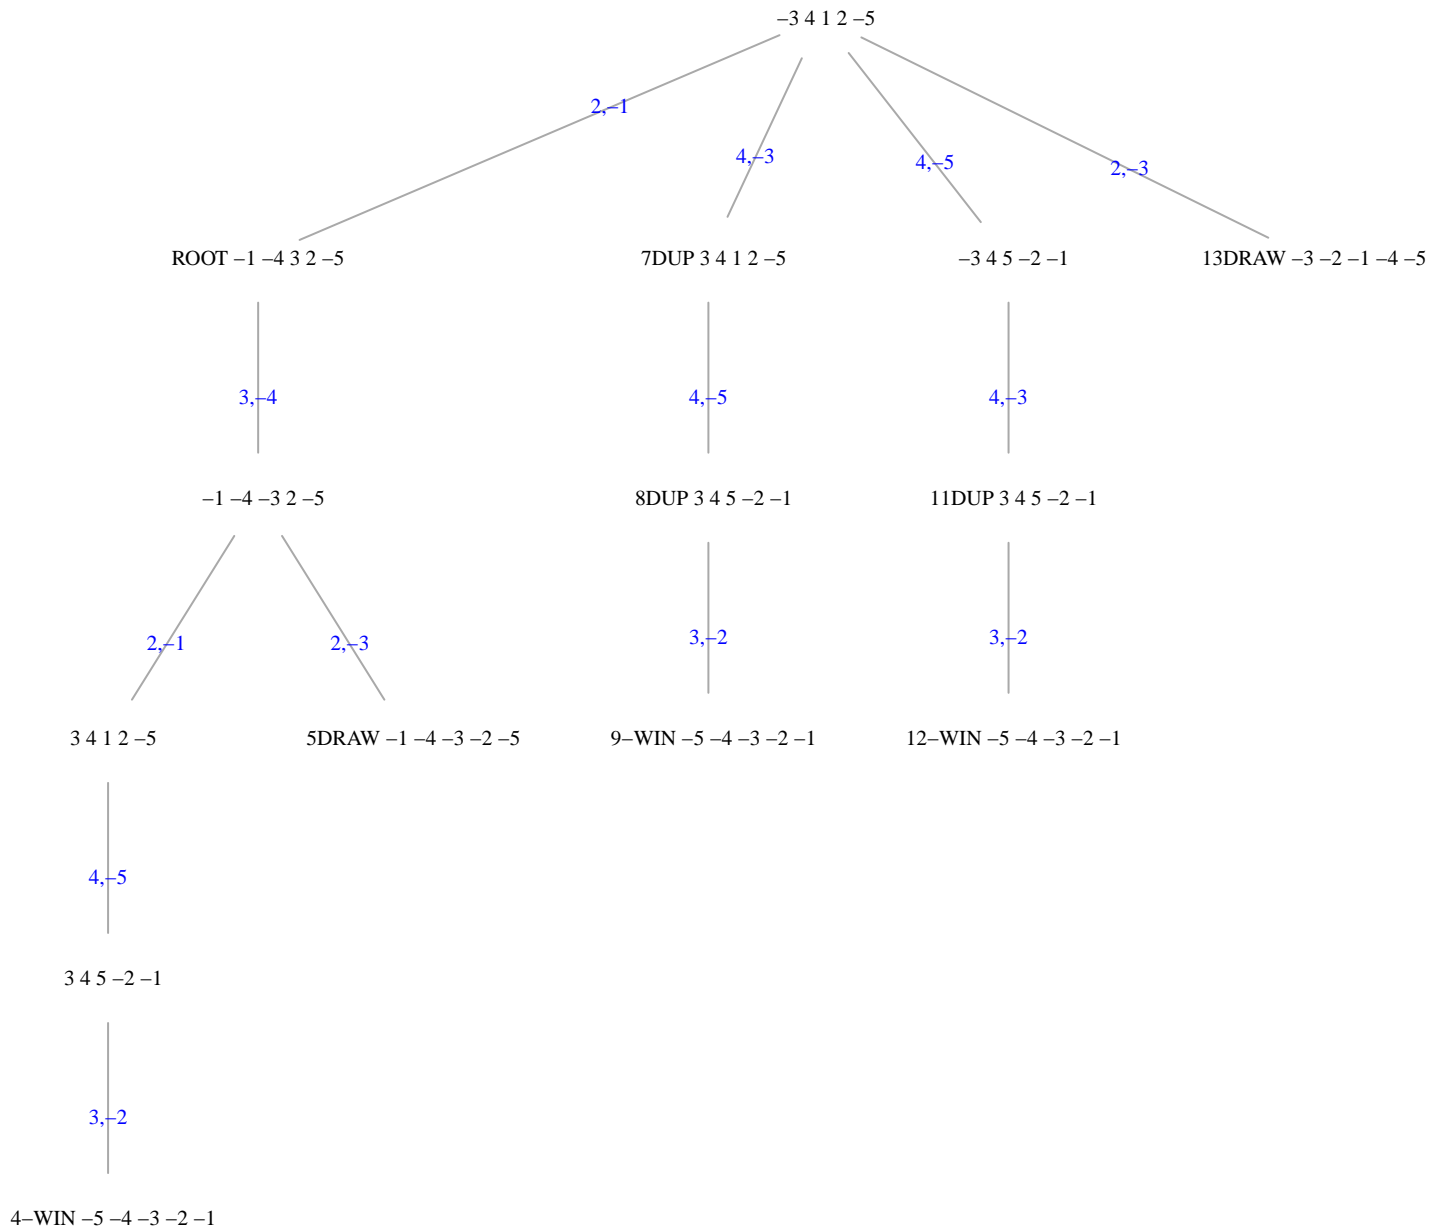 –3 4 1 2 –5
2,–1
4,–3
4,–5
2,–3
ROOT –1 –4 3 2 –5
7DUP 3 4 1 2 –5
–3 4 5 –2 –1
13DRAW –3 –2 –1 –4 –5
3,–4
4,–5
4,–3
–1 –4 –3 2 –5
8DUP 3 4 5 –2 –1
11DUP 3 4 5 –2 –1
2,–1
2,–3
3,–2
3,–2
3 4 1 2 –5
5DRAW –1 –4 –3 –2 –5
9–WIN –5 –4 –3 –2 –1
12–WIN –5 –4 –3 –2 –1
4,–5
3 4 5 –2 –1
3,–2
4–WIN –5 –4 –3 –2 –1